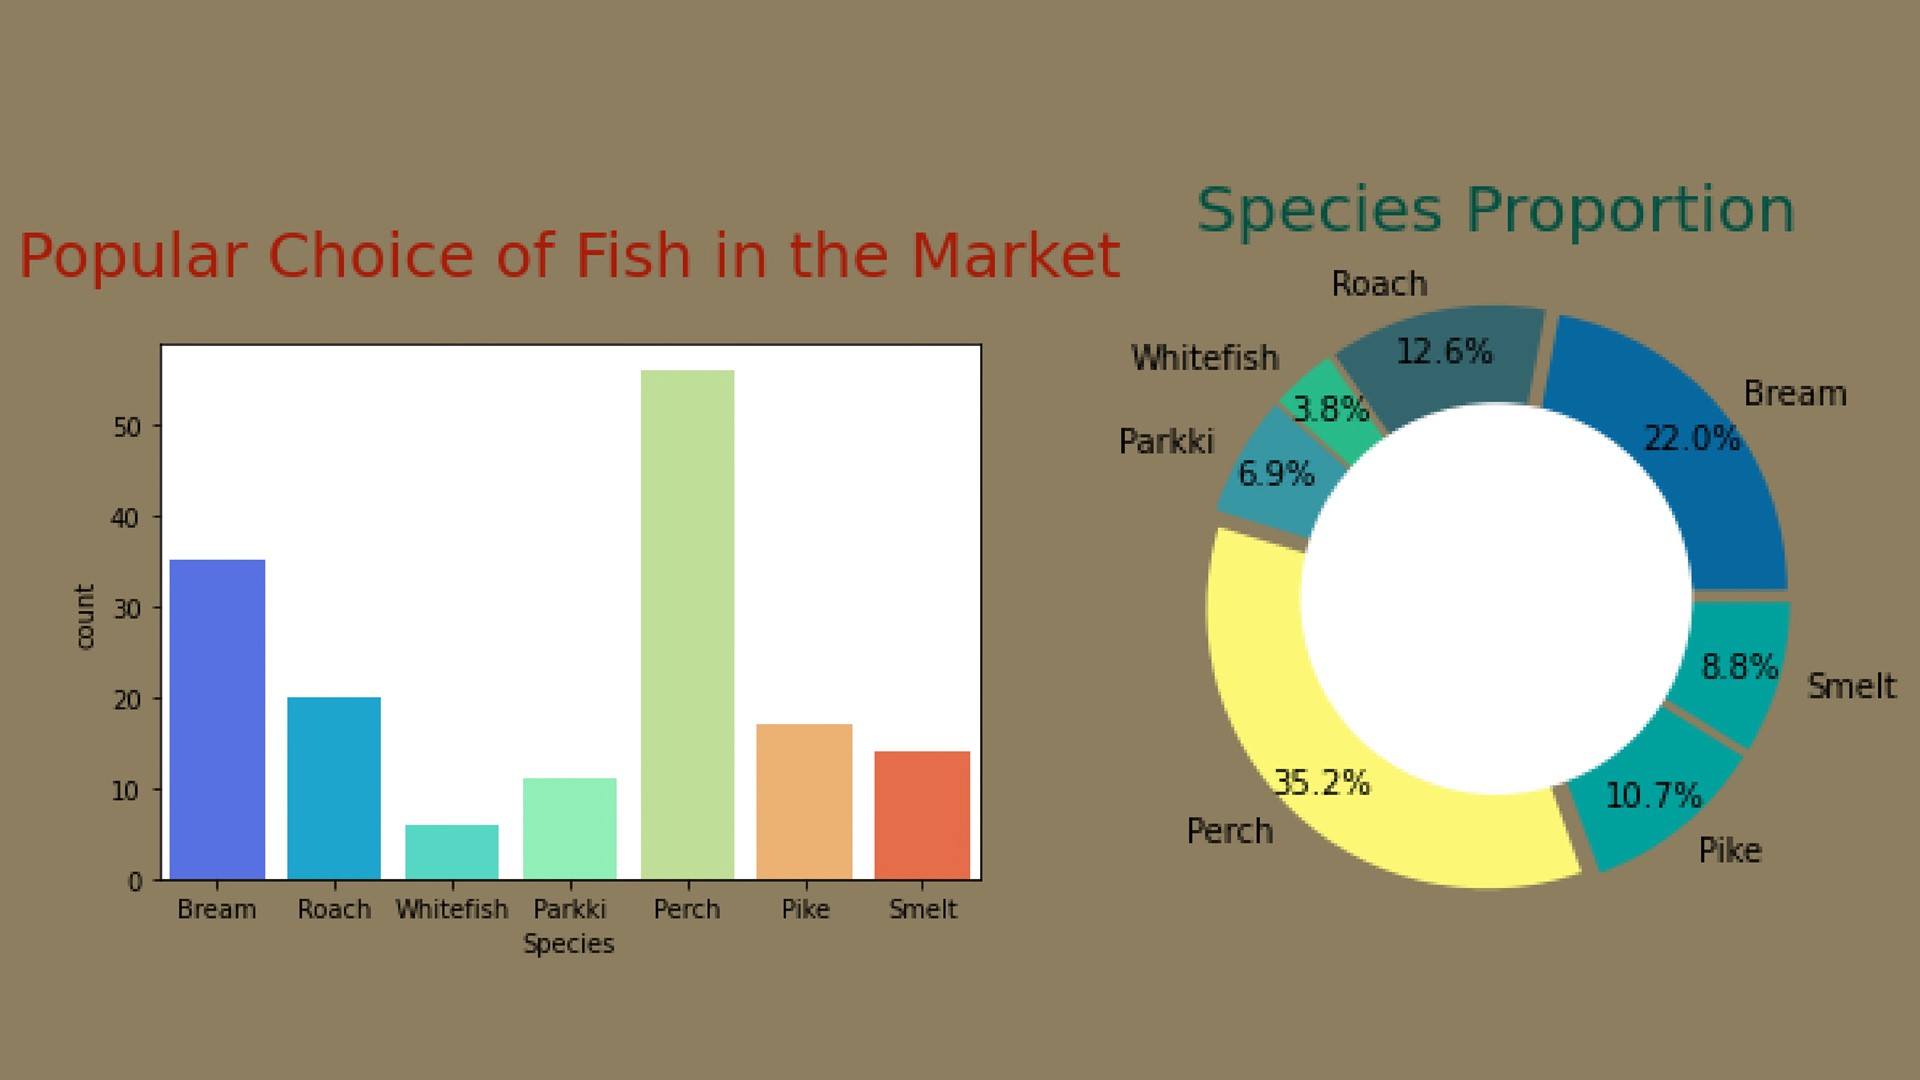 Popular Choice of Fish in the Market
50
40
30
20
10
0
count
Bream Roach Whitefish Parkki Perch Pike Smelt
Species
Species Proportion
Roach
12.6%
Whitefish
3.8%
Bream
22.0%
Parkki
6.9%
8.8%
Smelt
35.2%
Perch
10.7%
Pike